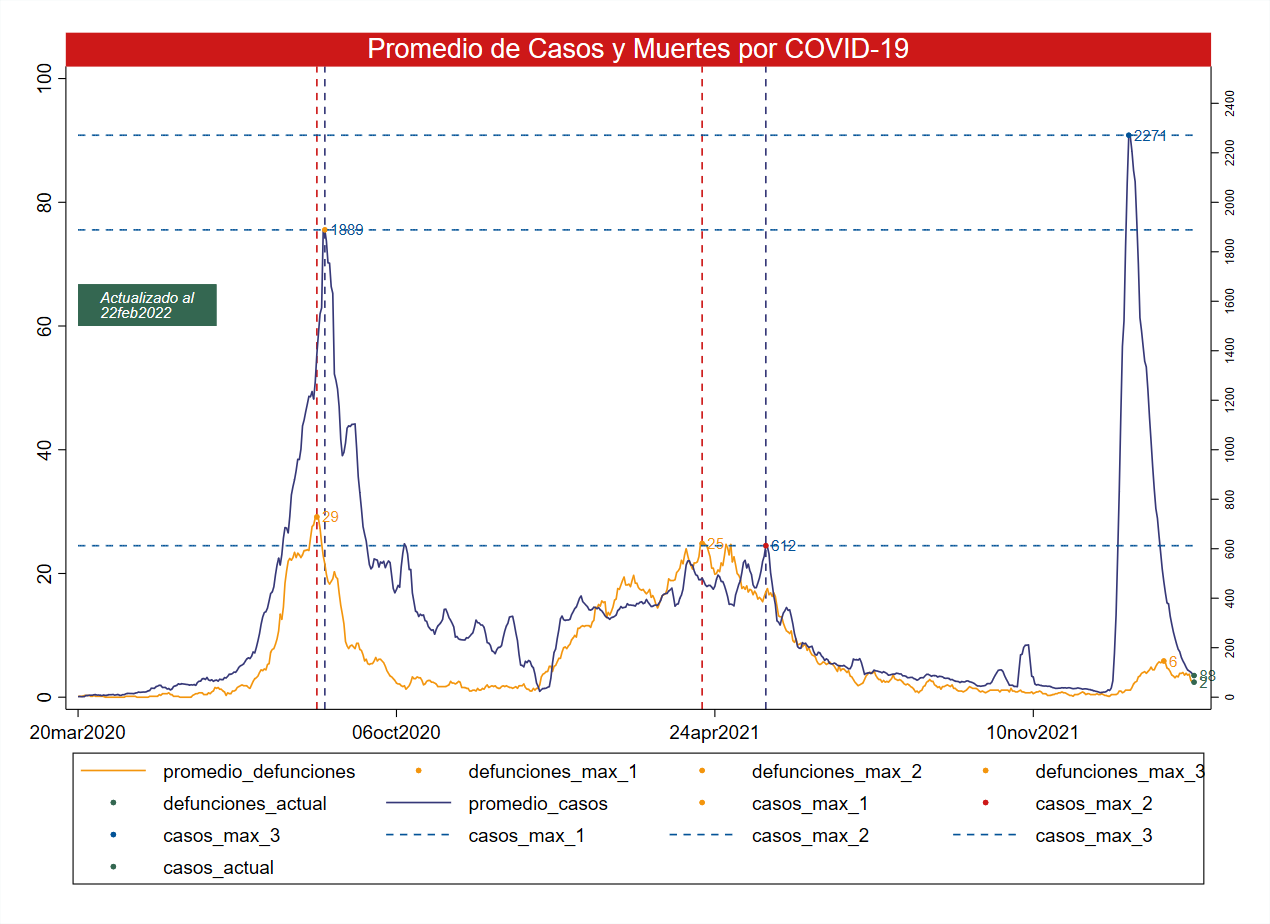 Promedio de Casos y Muertes por COVID-19
100
80
60
40
20
0
2400
2200
2000
1800
1600
1400
1200
1000
800
600
400
200
0
2271
1889
Actualizado al
22feb2022
29
25
612
6
88
2
20mar2020
06oct2020
24apr2021
10nov2021
promedio_defunciones defunciones_max_1 defunciones_max_2 defunciones_max_3
defunciones_actual promedio_casos casos_max_1 casos_max_2
casos_max_3 casos_max_1 casos_max_2 casos_max_3
casos_actual